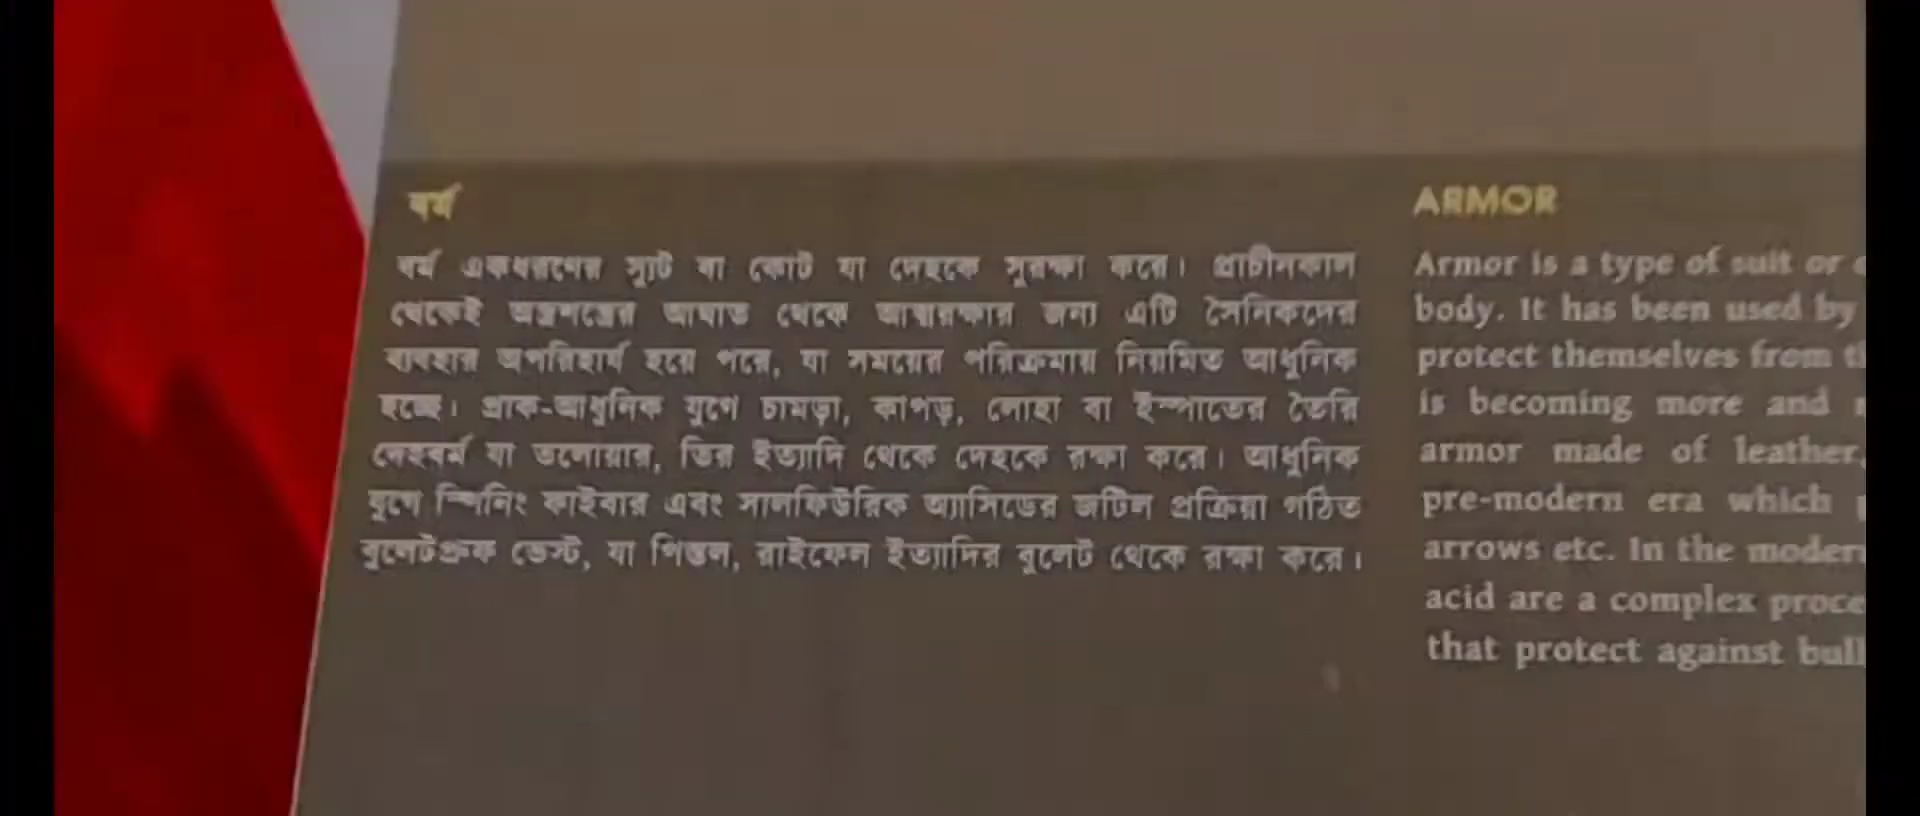 বর্ম
বর্ম একধরণের স্যুট বা কোট যা দেহকে সুরক্ষা করে। প্রাচীনকাল
থেকেই অস্ত্রশস্ত্রের আঘাত থেকে আত্মরক্ষার জন্য এটি সৈনিকদের
ব্যবহার অপরিহার্য হয়ে পরে, যা সময়ের পরিক্রমায় নিয়মিত আধুনিক
হচ্ছে। প্রাক-আধুনিক যুগে চামড়া, কাপড়, লোহা বা ইস্পাতের তৈরি
দেহবর্ম যা তলোয়ার, তির ইত্যাদি থেকে দেহকে রক্ষা করে। আধুনিক
যুগে স্পিনিং ফাইবার এবং সালফিউরিক অ্যাসিডের জটিল প্রক্রিয়া গঠিত
বুলেটপ্রুফ ভেস্ট, যা পিস্তল, রাইফেল ইত্যাদির বুলেট থেকে রক্ষা করে।
ARMOR
Armor is a type of suit or
body. It has been used by
protect themselves from
is becoming more and
armor made of leather,
pre-modern era which
arrows etc. In the modern
acid are a complex
that protect against